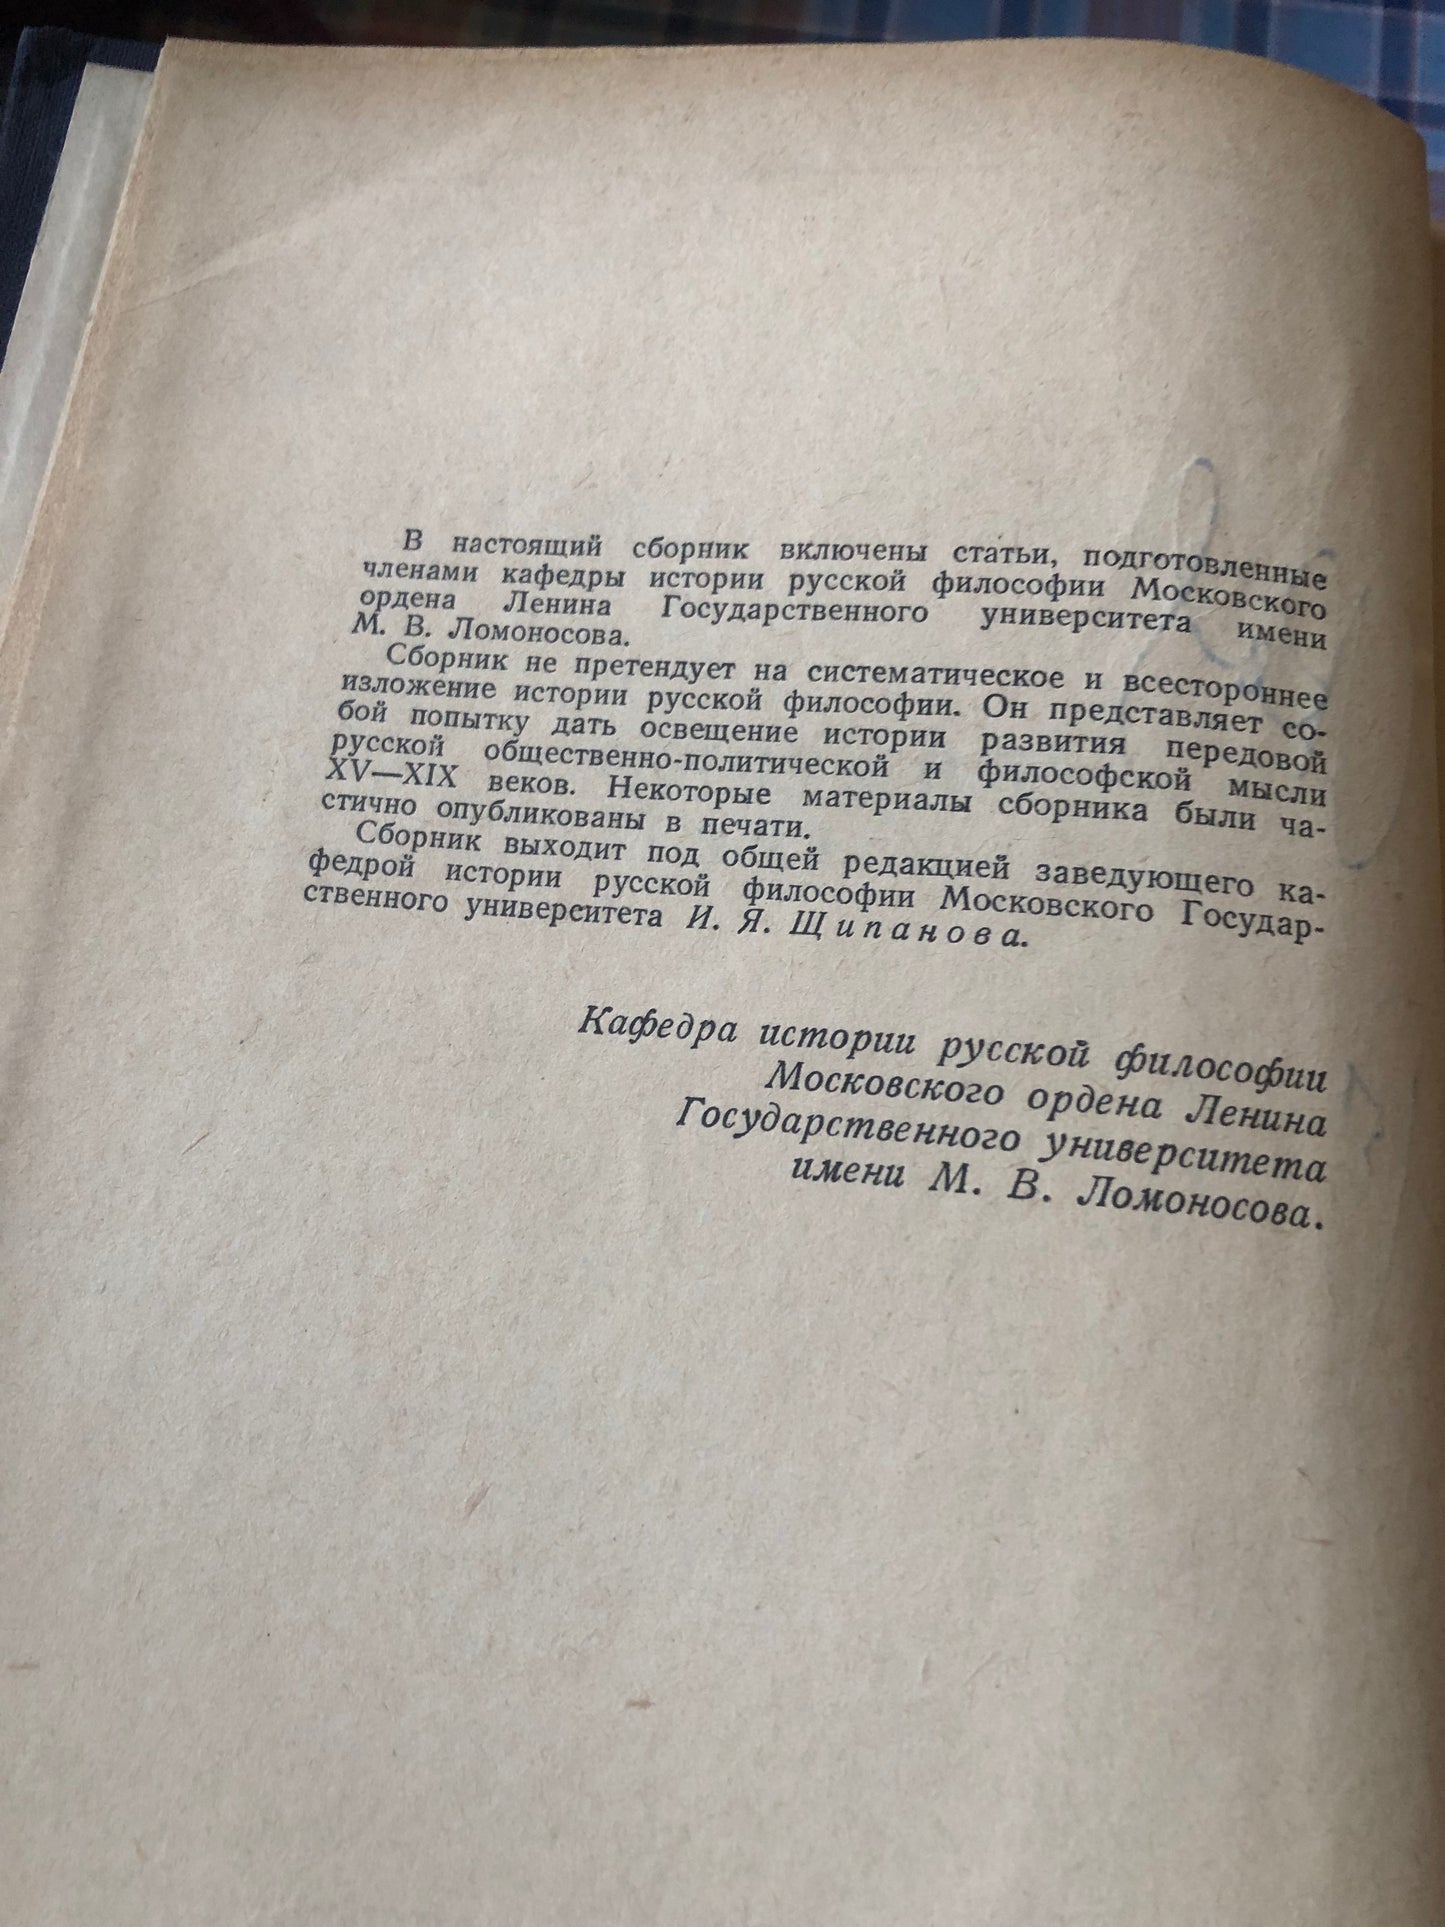 В настоящий сборник включены статьи, подготовленные
членами кафедры истории русской философии Московского
ордена Ленина Государственного университета имени
М. В. Ломоносова.
Сборник не претендует на систематическое и всестороннее
изложение истории русской философии. Он представляет со-
бой попытку дать освещение истории развития передовой
русской общественно-политической и философской мысли
XV—XIX веков. Некоторые материалы сборника были ча-
стично опубликованы в печати.
Сборник выходит под общей редакцией заведующего ка-
федрой истории русской философии Московского Государ-
ственного университета И. Я. Щипанова.
Кафедра истории русской философии
Московского ордена Ленина
Государственного университета
имени М. В. Ломоносова.